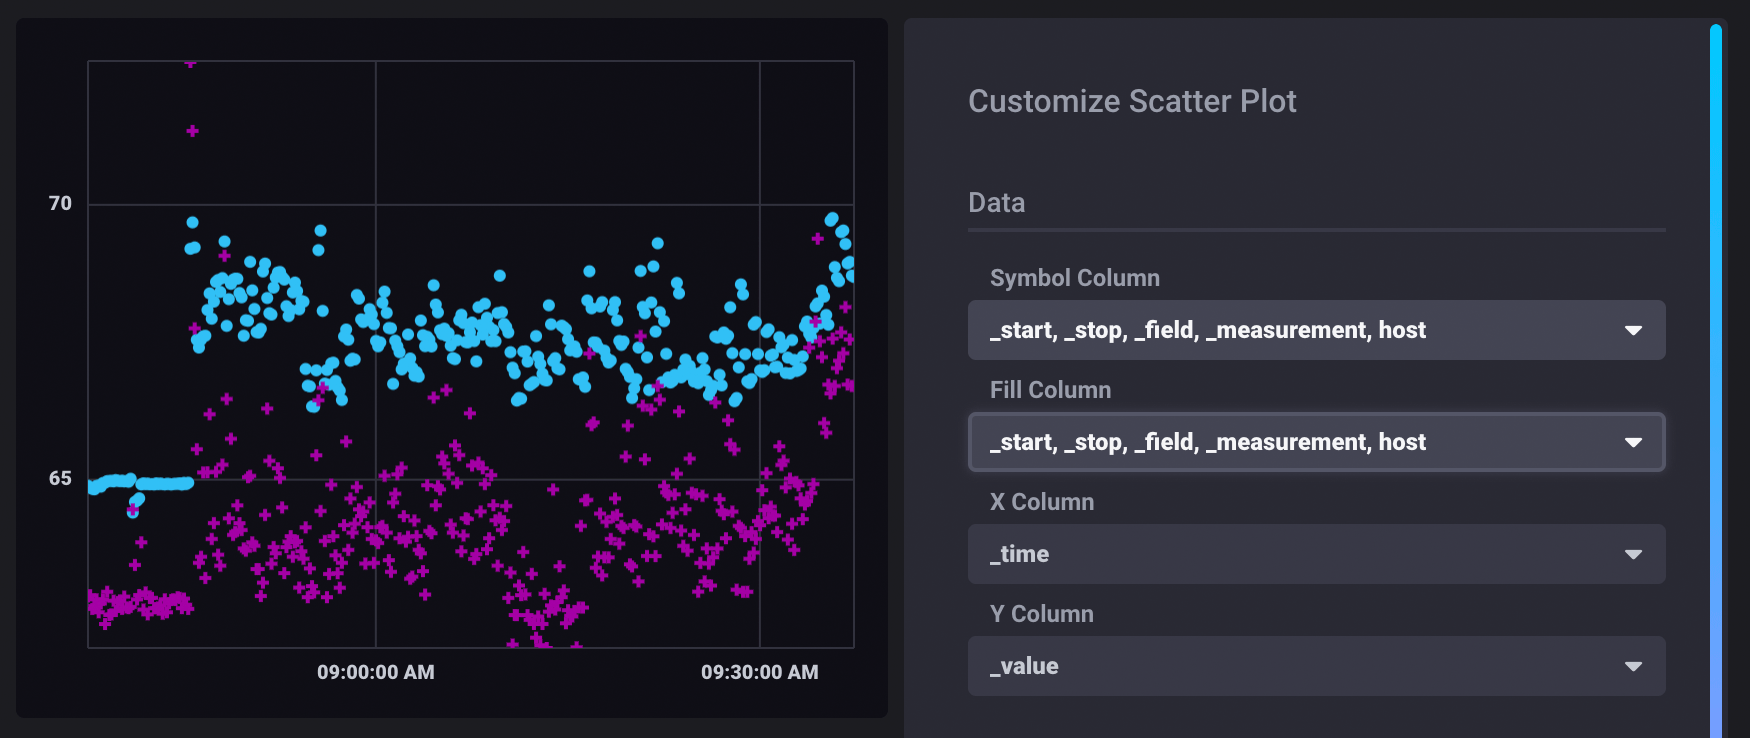 70
65
09:00:00 AM
09:30:00 AM
Customize Scatter Plot
Data
Symbol Column
_start, _stop, _field, _measurement, host
Fill Column
_start, _stop, _field, _measurement, host
X Column
_time
Y Column
_value